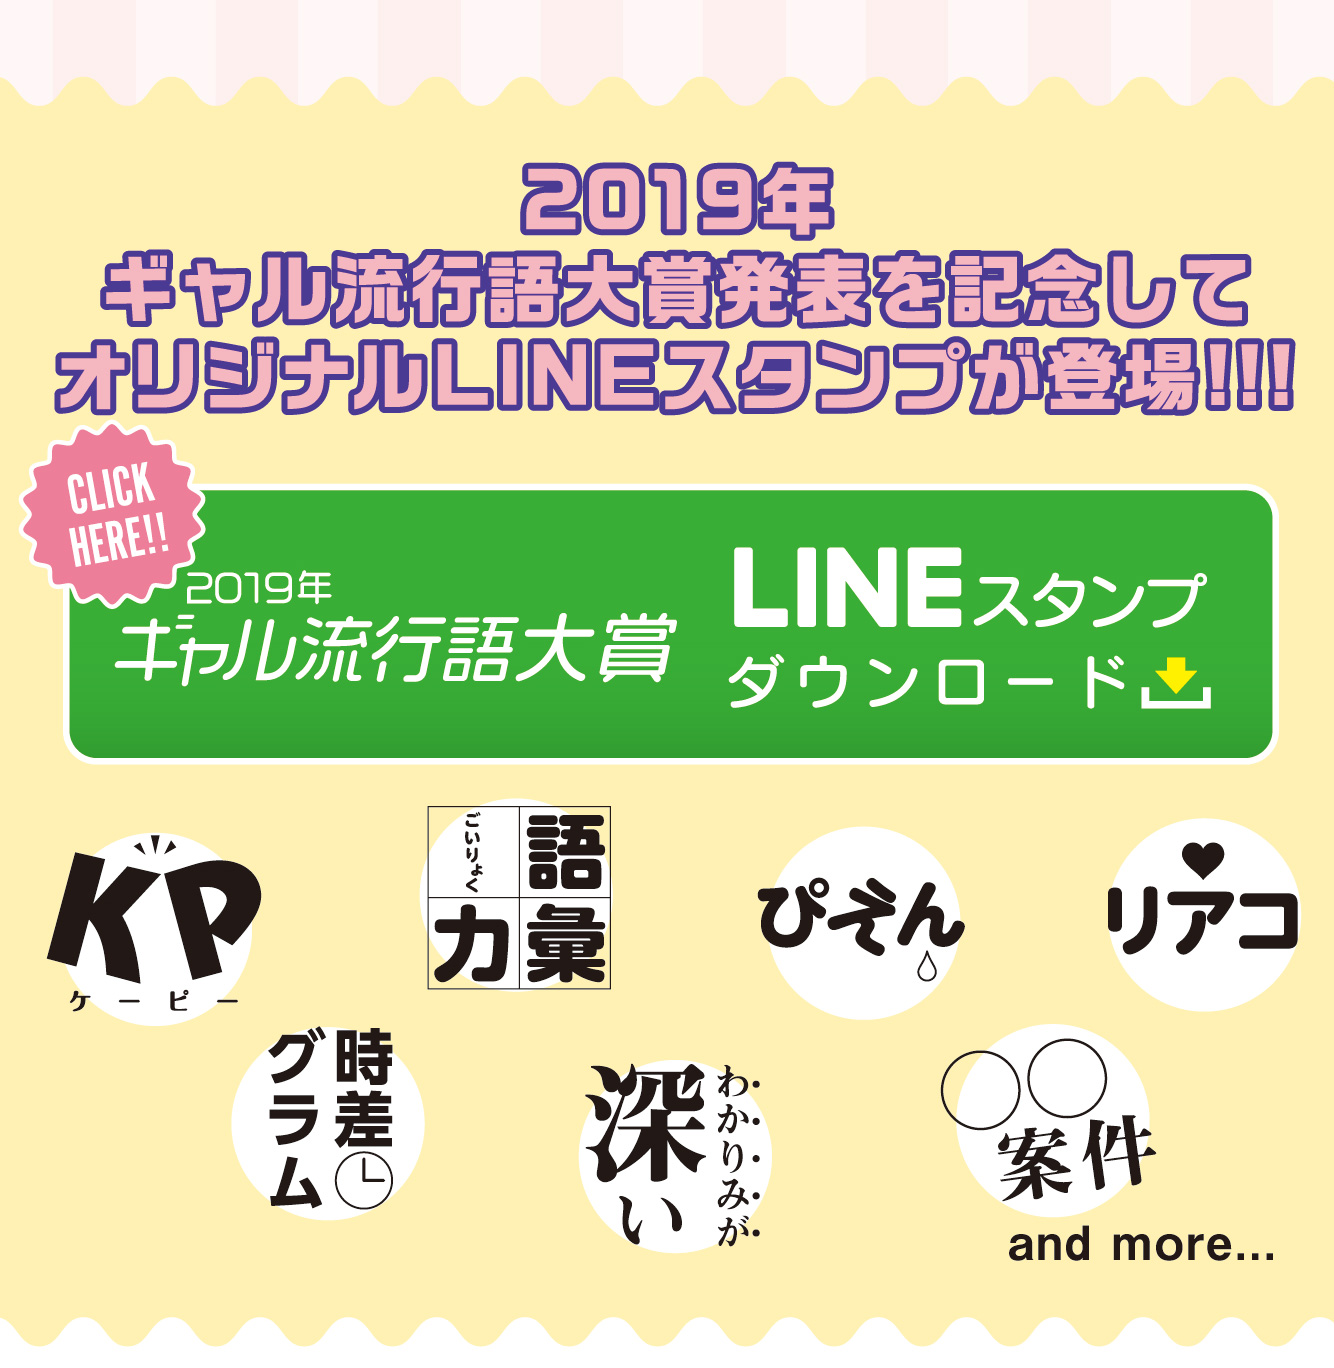 2019年
ギャル流行語大賞発表を記念して
オリジナルLINEスタンプが登場!!!
CLICK
HERE!!
2019年
ギャル流行語大賞
LINEスタンプ
ダウンロード
KP
ケーピー
語彙力
ごいりょく
ぴえん
リアコ
時差
グラム
わかりみが
深い
○○
案件
and more...